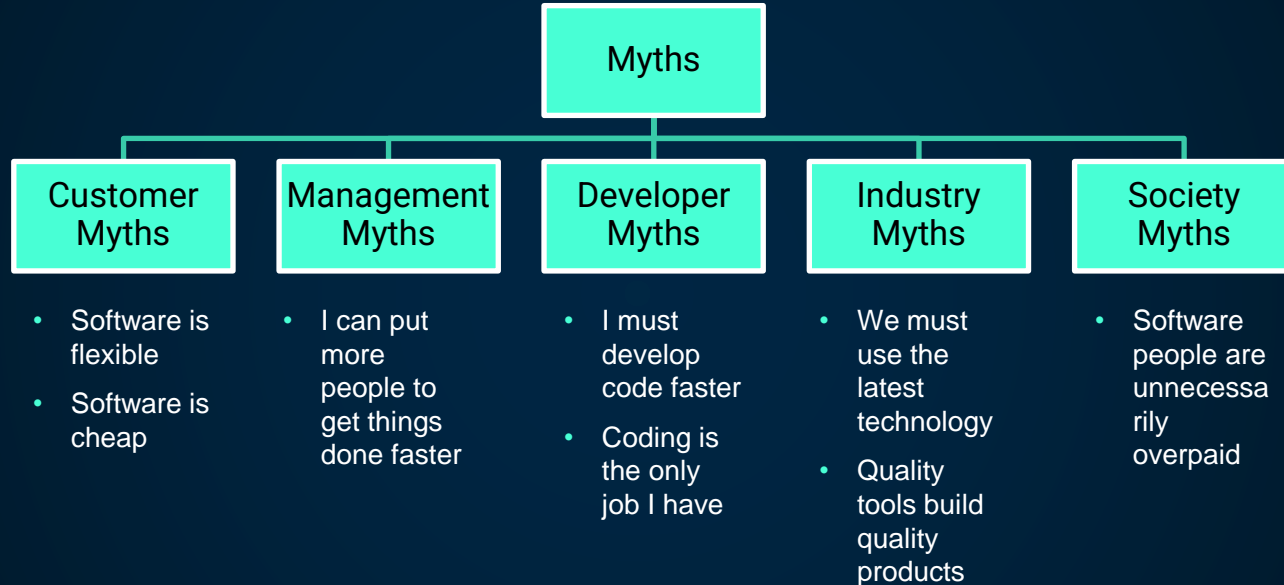 Myths
Customer
Myths
Management
Myths
Developer
Myths
Industry
Myths
Society
Myths
• Software is
flexible
• Software is
cheap
• I can put
more
people to
get things
done faster
• I must
develop
code faster
• Coding is
the only
job I have
• We must
use the
latest
technology
• Quality
tools build
quality
products
• Software
people are
unnecessa
rily
overpaid